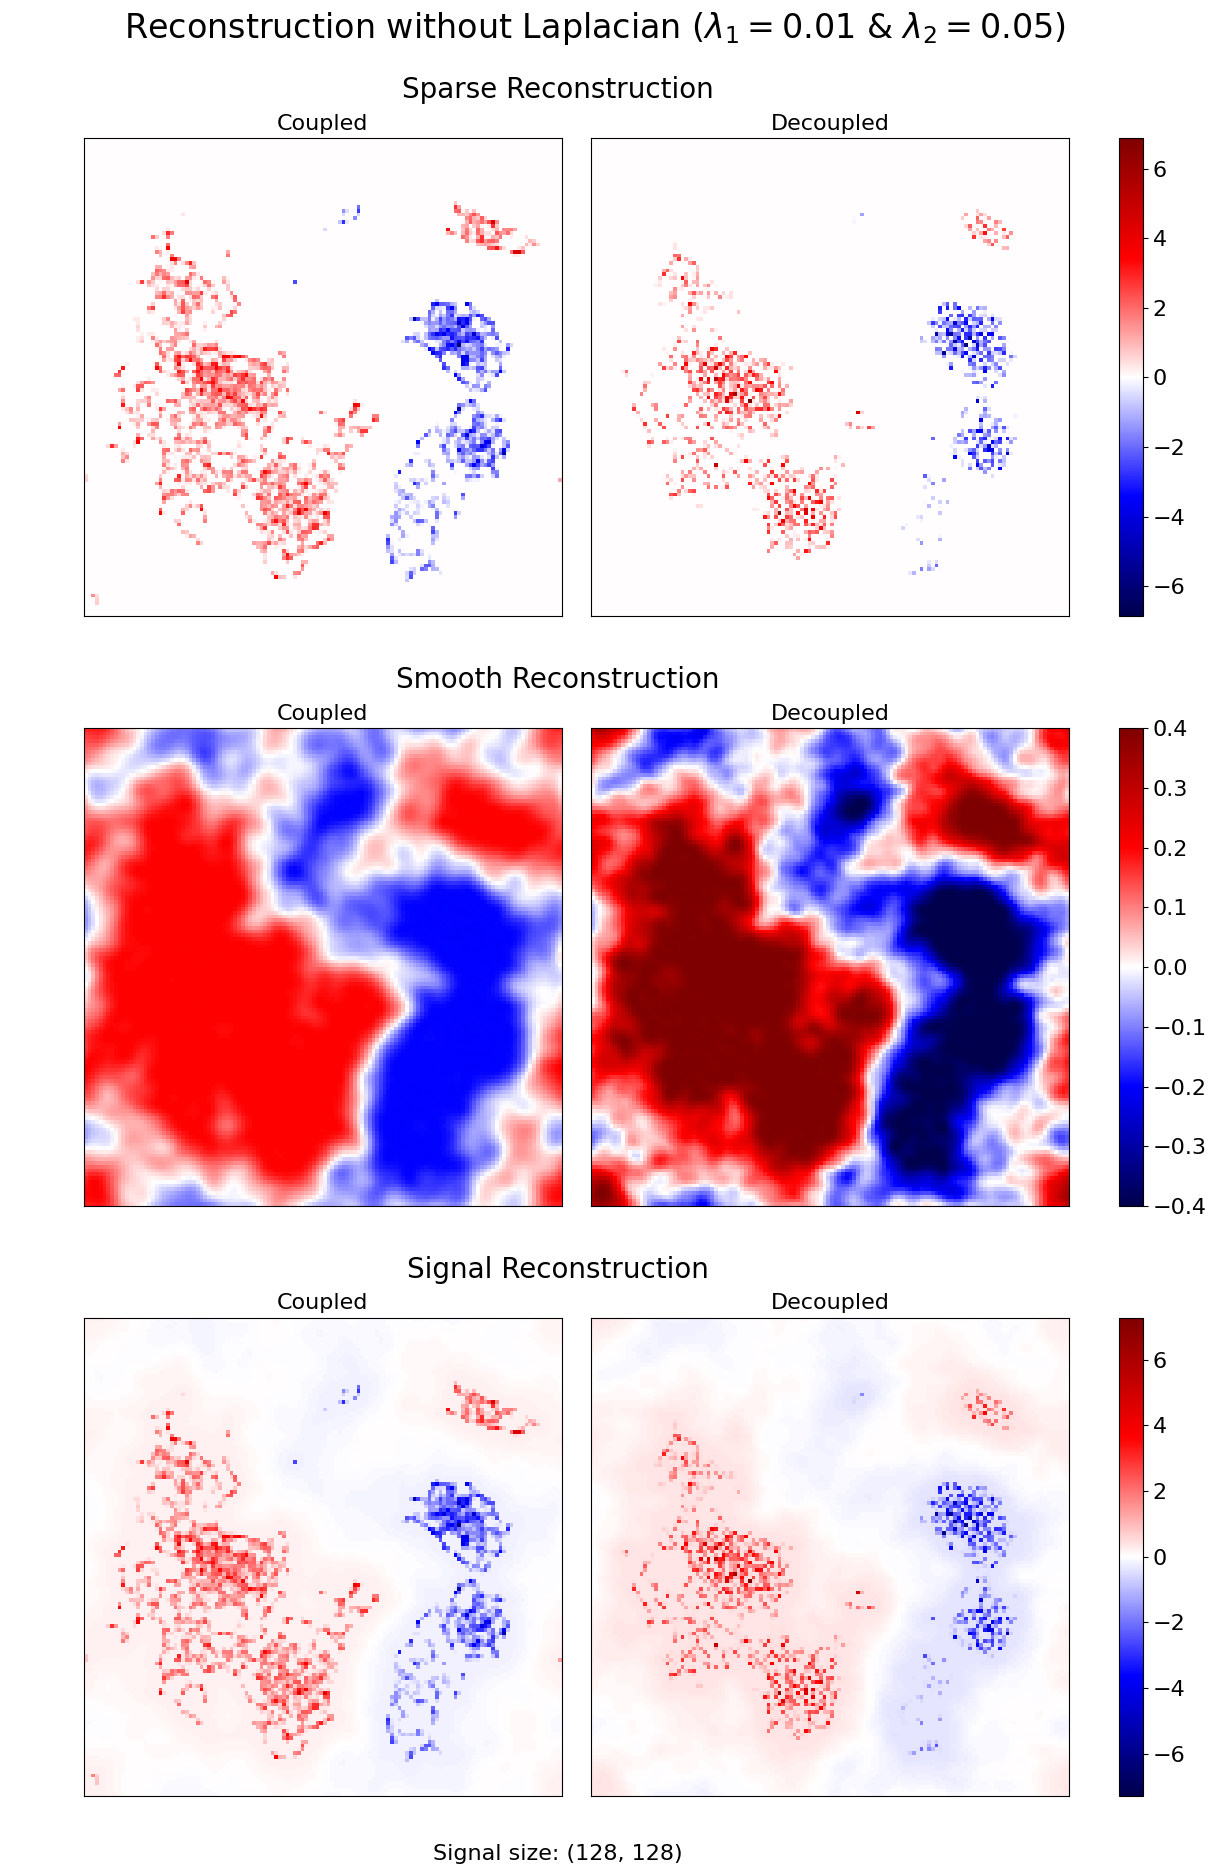 Reconstruction without Laplacian (λ₁ = 0.01 & λ₂ = 0.05)
Sparse Reconstruction
Coupled
Decoupled
6
4
2
0
−2
−4
−6
Smooth Reconstruction
Coupled
Decoupled
0.4
0.3
0.2
0.1
0.0
−0.1
−0.2
−0.3
−0.4
Signal Reconstruction
Coupled
Decoupled
6
4
2
0
−2
−4
−6
Signal size: (128, 128)